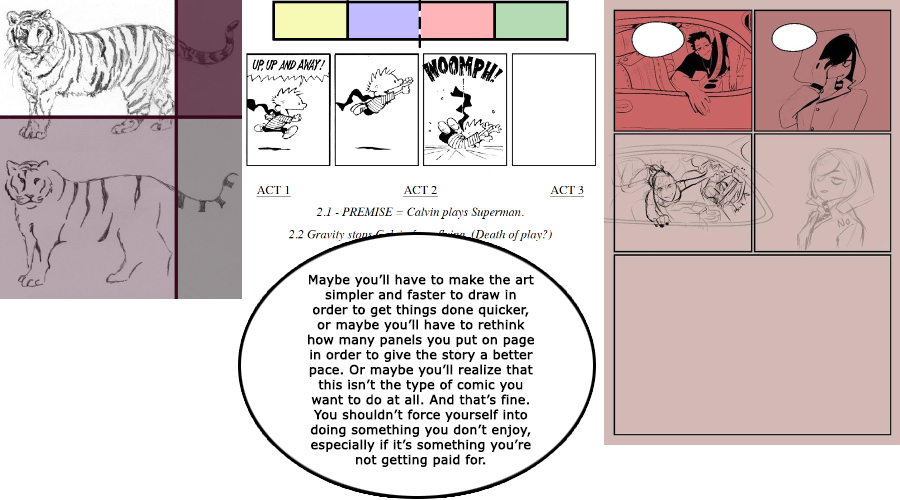 UP, UP AND AWAY!
WOOMPH!
ACT 1 ACT 2 ACT 3
2.1 - PREMISE = Calvin plays Superman.
2.2 Gravity stops flying. (Death of play?)
Maybe you'll have to make the art
simpler and faster to draw in
order to get things done quicker,
or maybe you'll have to rethink
how many panels you put on page
in order to give the story a better
pace. Or maybe you'll realize that
this isn't the type of comic you
want to do at all. And that's fine.
You shouldn't force yourself into
doing something you don't enjoy,
especially if it's something you're
not getting paid for.
No